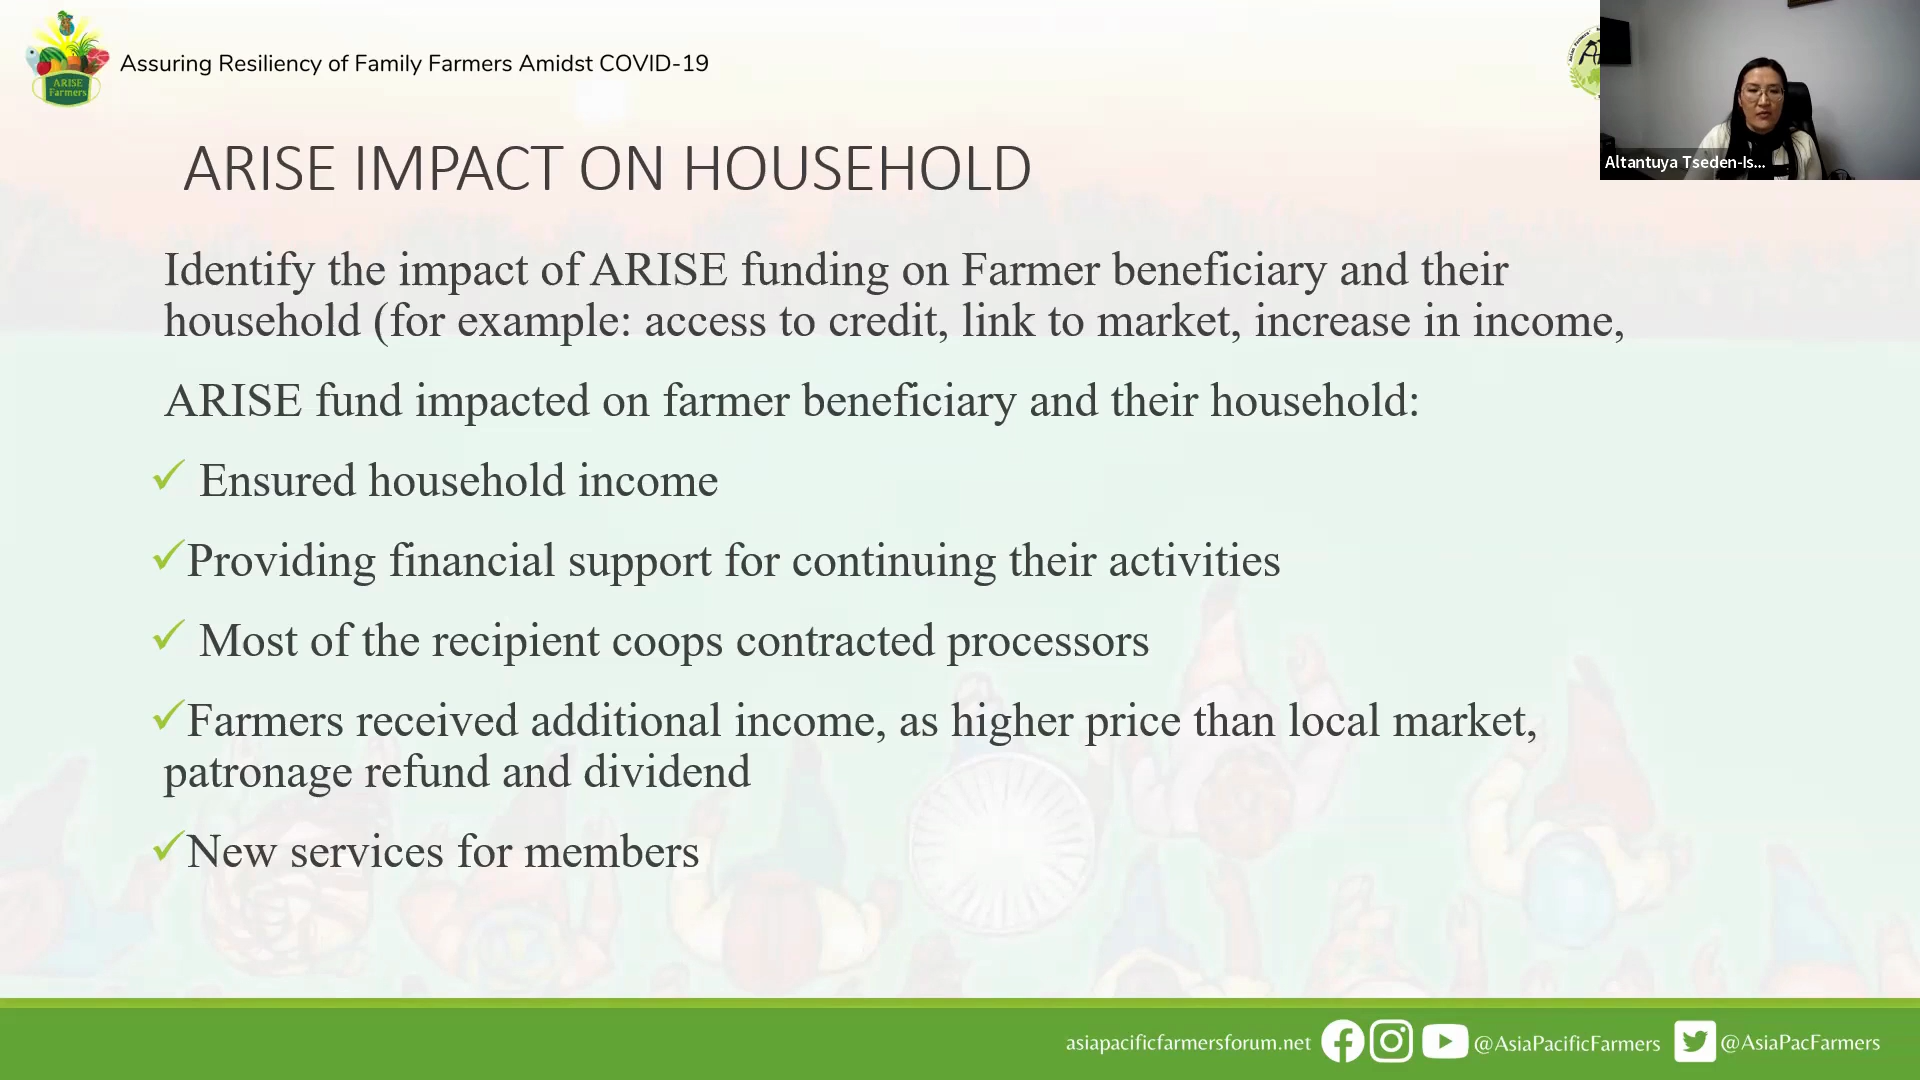 ARISE
Farmers
Assuring Resiliency of Family Farmers Amidst COVID-19
Altantuya Tseden-Is...
ARISE IMPACT ON HOUSEHOLD
Identify the impact of ARISE funding on Farmer beneficiary and their
household (for example: access to credit, link to market, increase in income,
ARISE fund impacted on farmer beneficiary and their household:
✓ Ensured household income
✓Providing financial support for continuing their activities
✓ Most of the recipient coops contracted processors
✓Farmers received additional income, as higher price than local market,
patronage refund and dividend
✓New services for members
asiapacificfarmersforum.net @AsiaPacificFarmers @AsiaPacFarmers